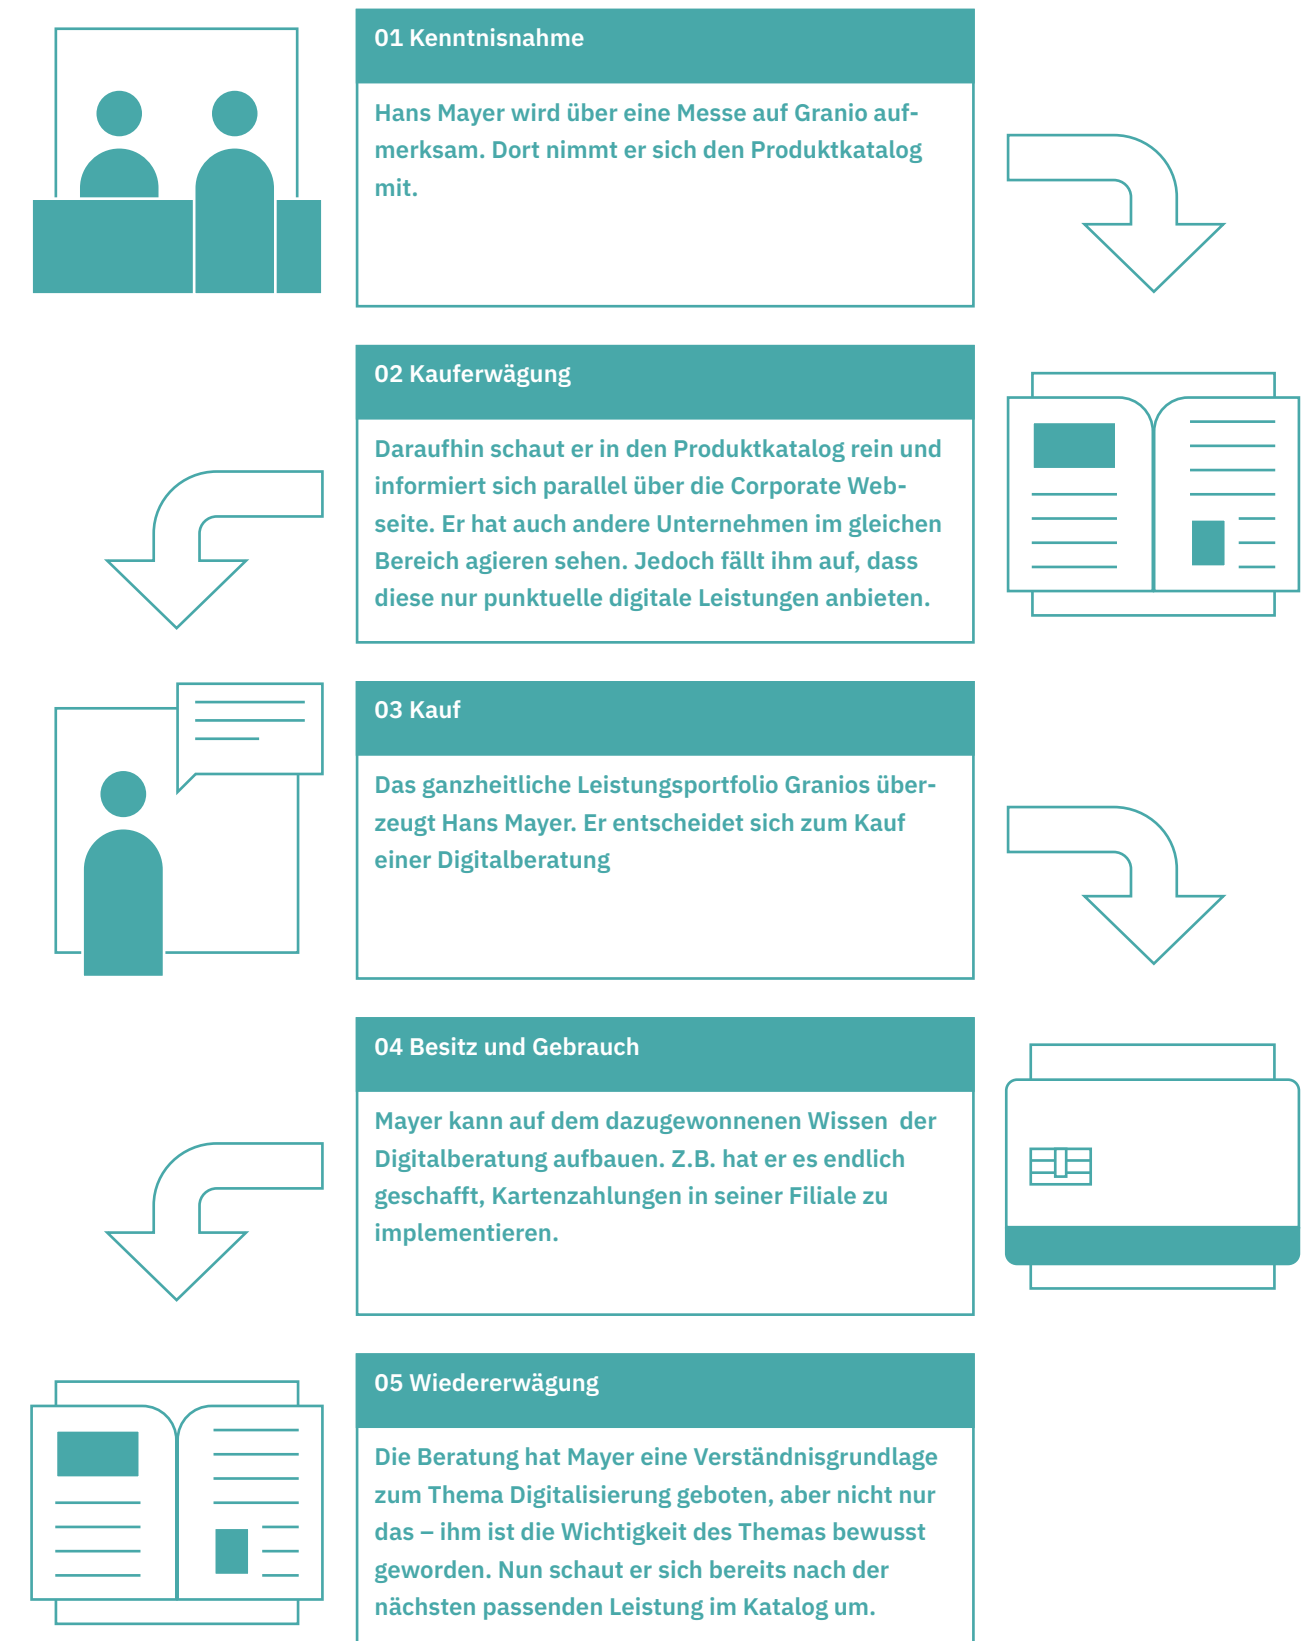 01 Kenntnisnahme
Hans Mayer wird über eine Messe auf Granio auf-
merksam. Dort nimmt er sich den Produktkatalog
mit.
02 Kauferwägung
Daraufhin schaut er in den Produktkatalog rein und
informiert sich parallel über die Corporate Web-
seite. Er hat auch andere Unternehmen im gleichen
Bereich agieren sehen. Jedoch fällt ihm auf, dass
diese nur punktuelle digitale Leistungen anbieten.
03 Kauf
Das ganzheitliche Leistungsportfolio Granios über-
zeugt Hans Mayer. Er entscheidet sich zum Kauf
einer Digitalberatung
04 Besitz und Gebrauch
Mayer kann auf dem dazugewonnenen Wissen  der
Digitalberatung aufbauen. Z.B. hat er es endlich
geschafft, Kartenzahlungen in seiner Filiale zu
implementieren.
05 Wiedererwägung
Die Beratung hat Mayer eine Verständnisgrundlage
zum Thema Digitalisierung geboten, aber nicht nur
das – ihm ist die Wichtigkeit des Themas bewusst
geworden. Nun schaut er sich bereits nach der
nächsten passenden Leistung im Katalog um.